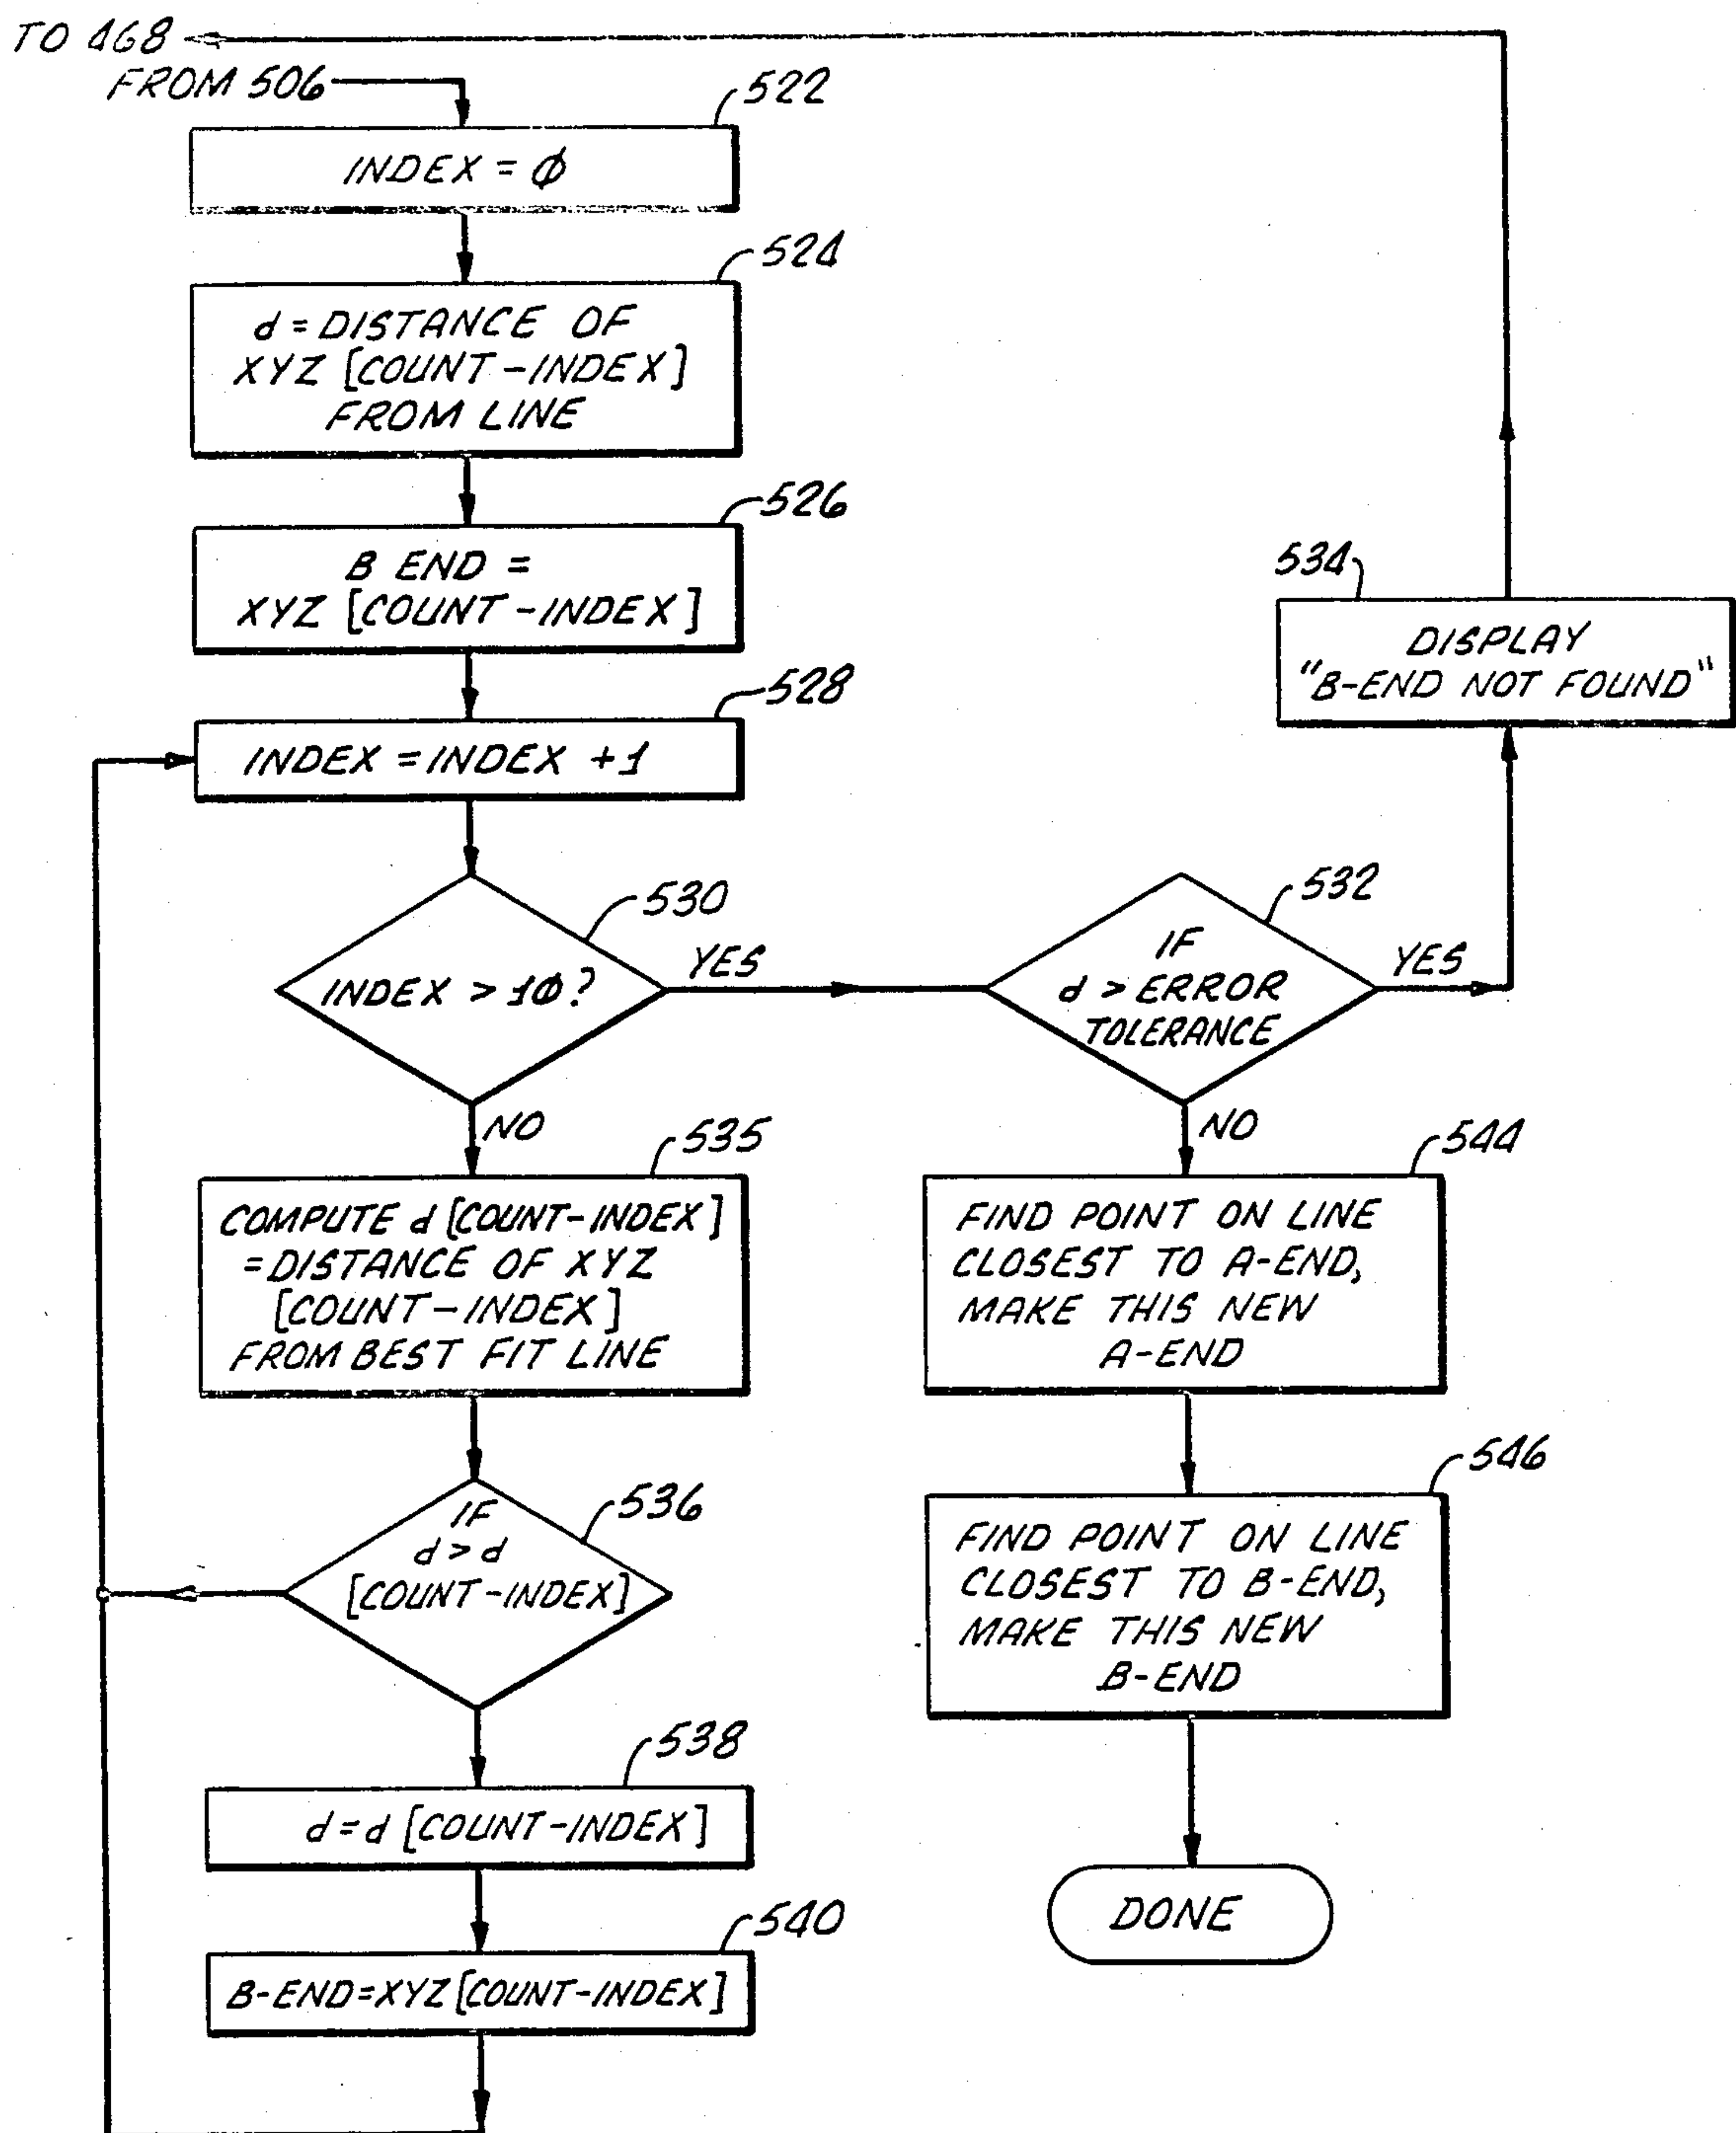 TO 468
FROM 506
522
INDEX = Ø
524
d = DISTANCE OF
XYZ [COUNT-INDEX]
FROM LINE
526
B END =
XYZ [COUNT-INDEX]
528
INDEX = INDEX +1
530
INDEX > 1Ø?
YES
NO
532
IF
d > ERROR
TOLERANCE
YES
NO
534
DISPLAY
"B-END NOT FOUND"
535
COMPUTE d [COUNT-INDEX]
= DISTANCE OF XYZ
[COUNT-INDEX]
FROM BEST FIT LINE
536
IF
d > d
[COUNT-INDEX]
538
d = d [COUNT-INDEX]
540
B-END = XYZ [COUNT-INDEX]
544
FIND POINT ON LINE
CLOSEST TO A-END,
MAKE THIS NEW
A-END
546
FIND POINT ON LINE
CLOSEST TO B-END,
MAKE THIS NEW
B-END
DONE